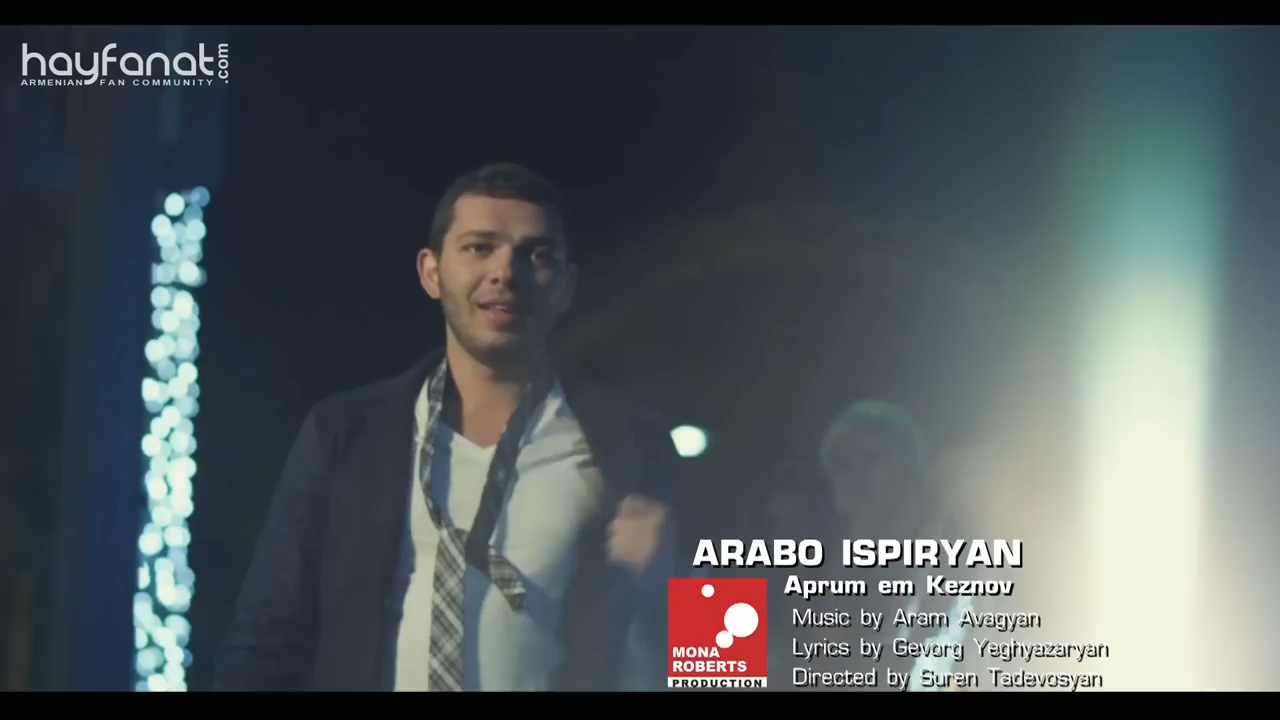 hayfanat.com
ARMENIAN FAN COMMUNITY
ARABO ISPIRYAN
Aprum em Keznov
Music by Aram Avagyan
Lyrics by Gevorg Yeghyazaryan
Directed by Suren Tadevosyan
MONA
ROBERTS
PRODUCTION